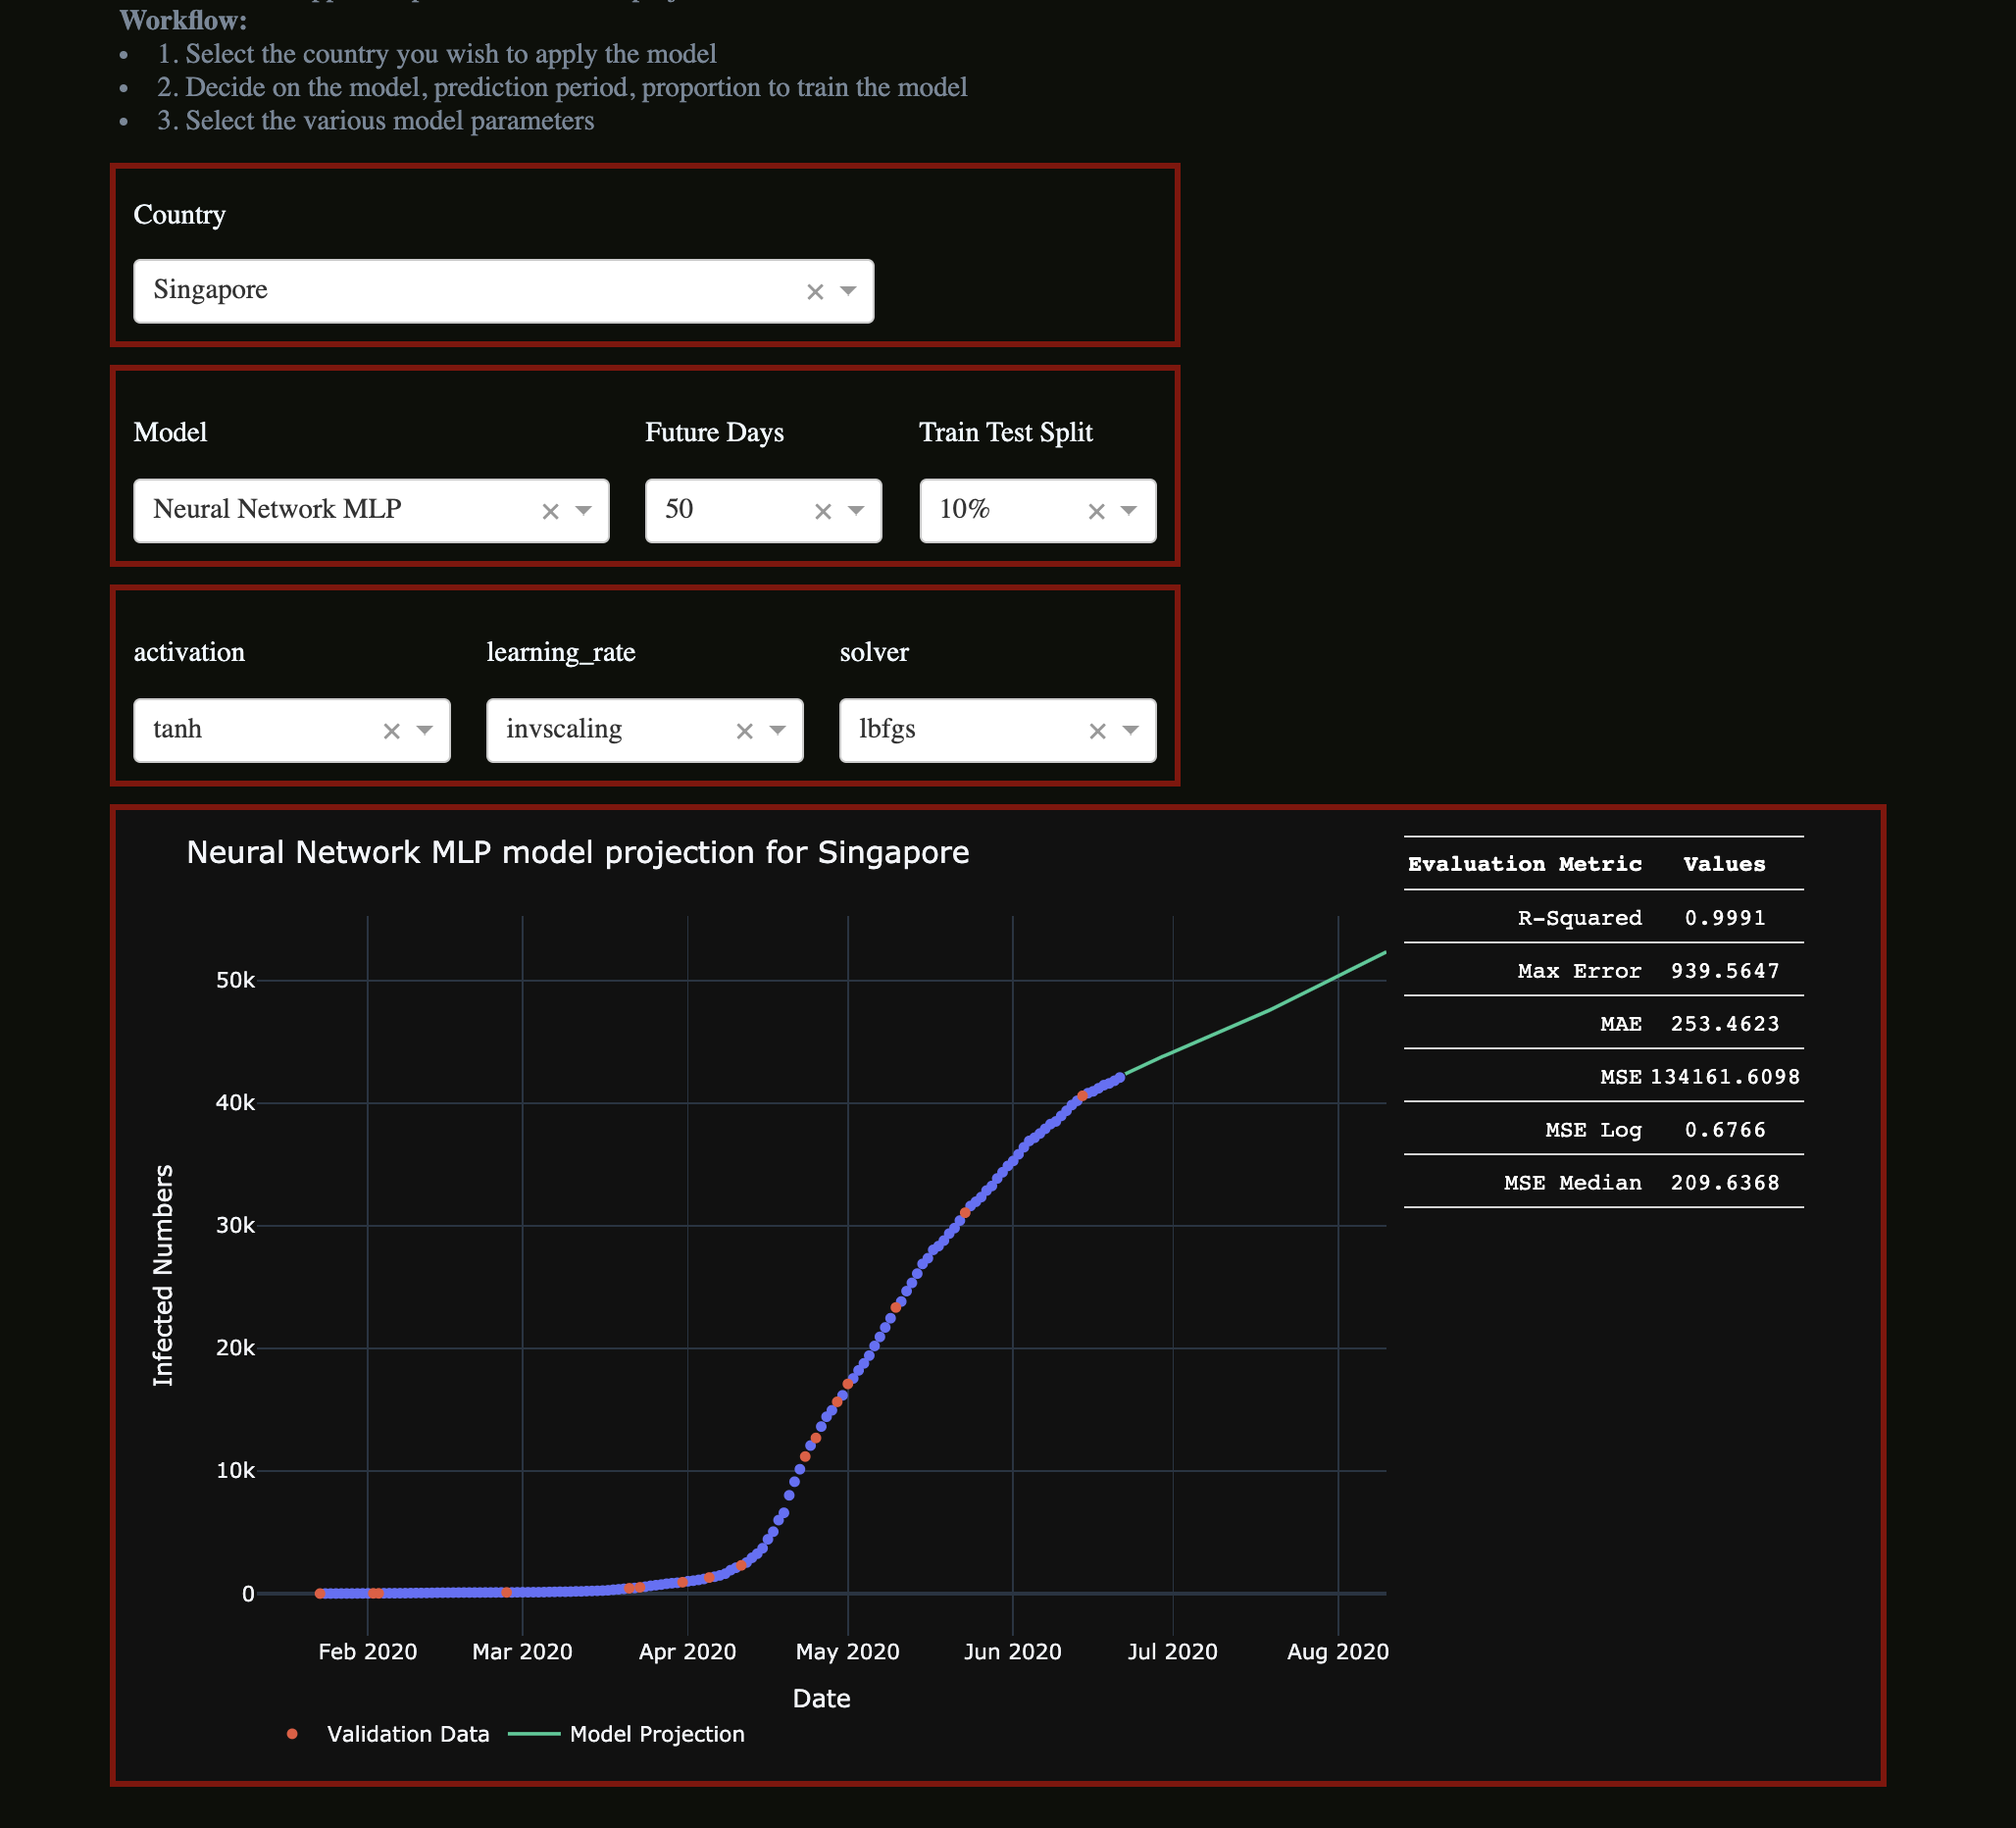 Workflow:
• 1. Select the country you wish to apply the model
• 2. Decide on the model, prediction period, proportion to train the model
• 3. Select the various model parameters
Country
Singapore
Model Future Days Train Test Split
Neural Network MLP 50 10%
activation learning_rate solver
tanh invscaling lbfgs
Neural Network MLP model projection for Singapore
50k
40k
30k
20k
10k
0
Infected Numbers
Feb 2020 Mar 2020 Apr 2020 May 2020 Jun 2020 Jul 2020 Aug 2020
Date
Validation Data Model Projection
Evaluation Metric Values
R-Squared 0.9991
Max Error 939.5647
MAE 253.4623
MSE 134161.6098
MSE Log 0.6766
MSE Median 209.6368